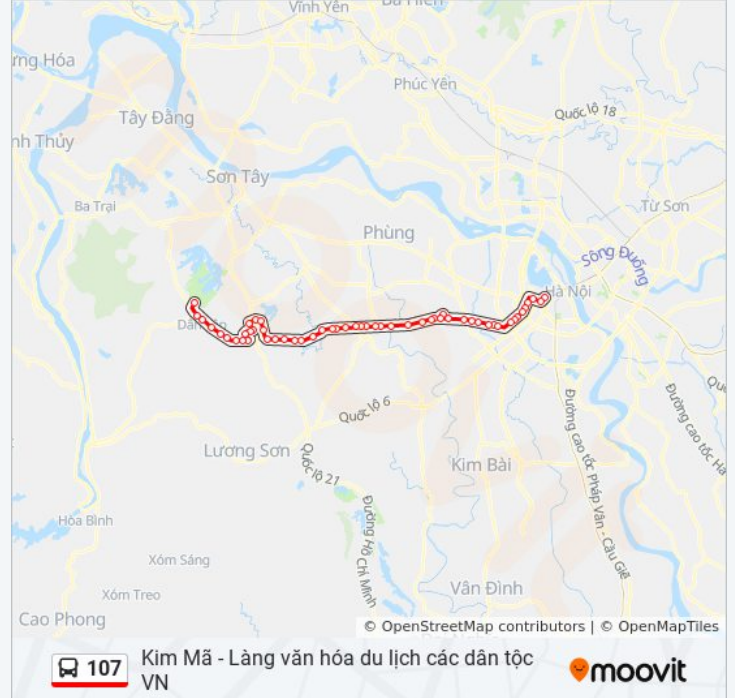 Vĩnh Yên
Phúc Yên
Quốc lộ 18
Tây Đằng
Sơn Tây
Ba Trại
Từ Sơn
Phùng
Sông Đuống
Hà Nội
Quốc lộ 6
Lương Sơn
Quốc lộ 21
Kim Bài
Đường cao tốc Pháp Vân - Cầu Giẽ
Đường Hồ Chí Minh
Hòa Bình
Xóm Sáng
Xóm Treo
Vân Đình
Cao Phong
© OpenStreetMap contributors | © OpenMapTiles
107
Kim Mã - Làng văn hóa du lịch các dân tộc
VN
moovit